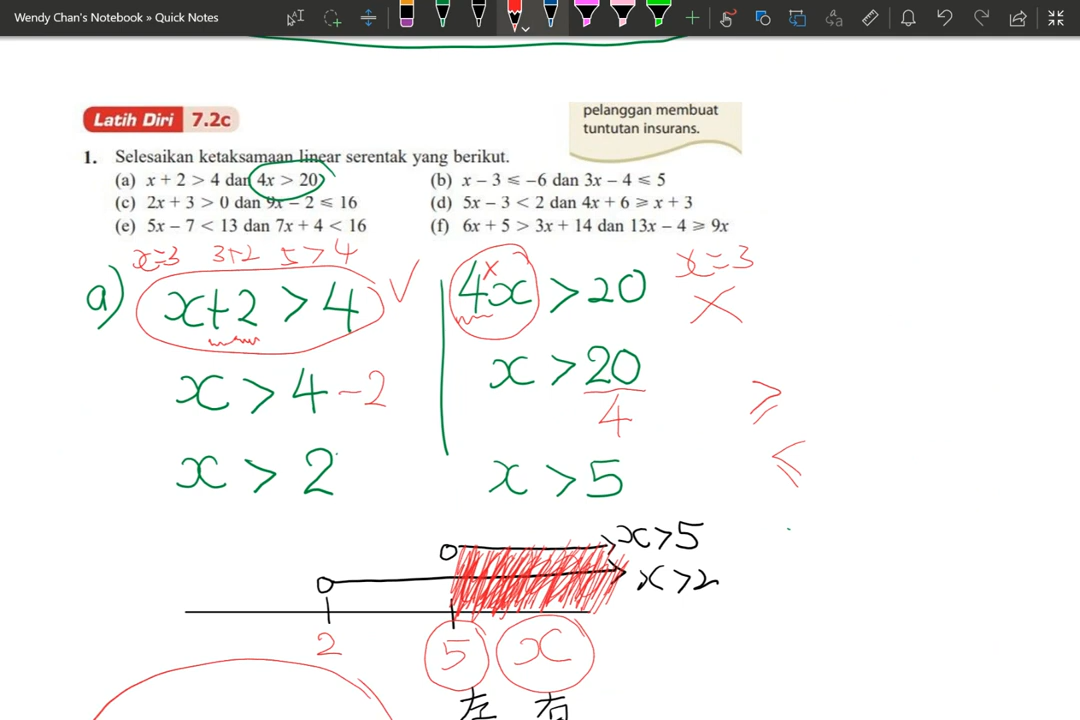 Wendy Chan's Notebook » Quick Notes
Latih Diri 7.2c
pelanggan membuat
tuntutan insurans.
1. Selesaikan ketaksamaan linear serentak yang berikut.
(a) x + 2 > 4 dan 4x > 20
(b) x − 3 ⩽ −6 dan 3x − 4 ⩽ 5
(c) 2x + 3 > 0 dan 9x − 2 ⩽ 16
(d) 5x − 3 < 2 dan 4x + 6 ⩾ x + 3
(e) 5x − 7 < 13 dan 7x + 4 < 16
(f) 6x + 5 > 3x + 14 dan 13x − 4 ⩾ 9x
x=3 3+2 5 > 4
x=3
a) x+2 > 4 ✓
4x > 20 ×
x > 4 −2
x > 20/4
⩾
⩽
x > 2
x > 5
x > 5
x > 2
2 5 x
左 右